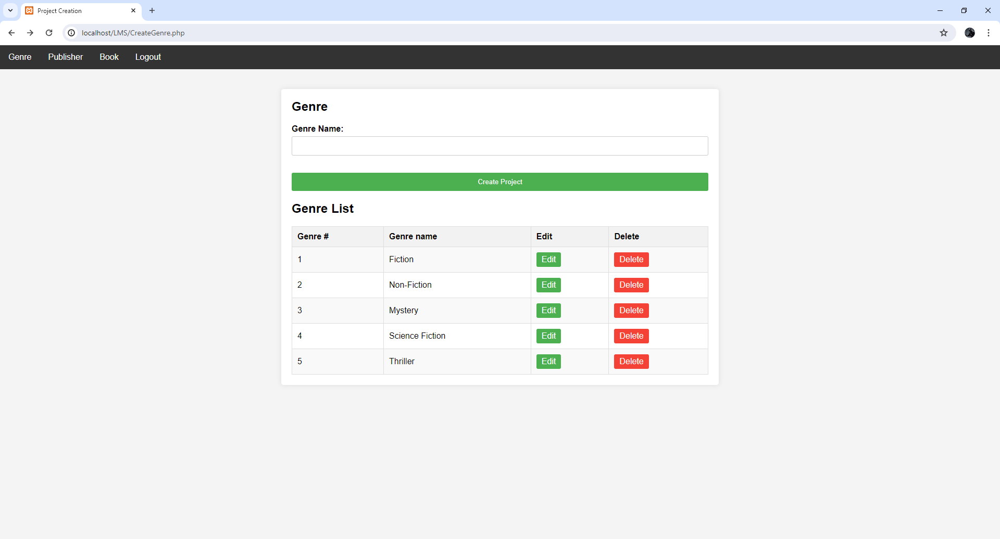 Project Creation
localhost/LMS/CreateGenre.php
Genre Publisher Book Logout
Genre
Genre Name:
Create Project
Genre List
Genre # Genre name Edit Delete
1 Fiction Edit Delete
2 Non-Fiction Edit Delete
3 Mystery Edit Delete
4 Science Fiction Edit Delete
5 Thriller Edit Delete